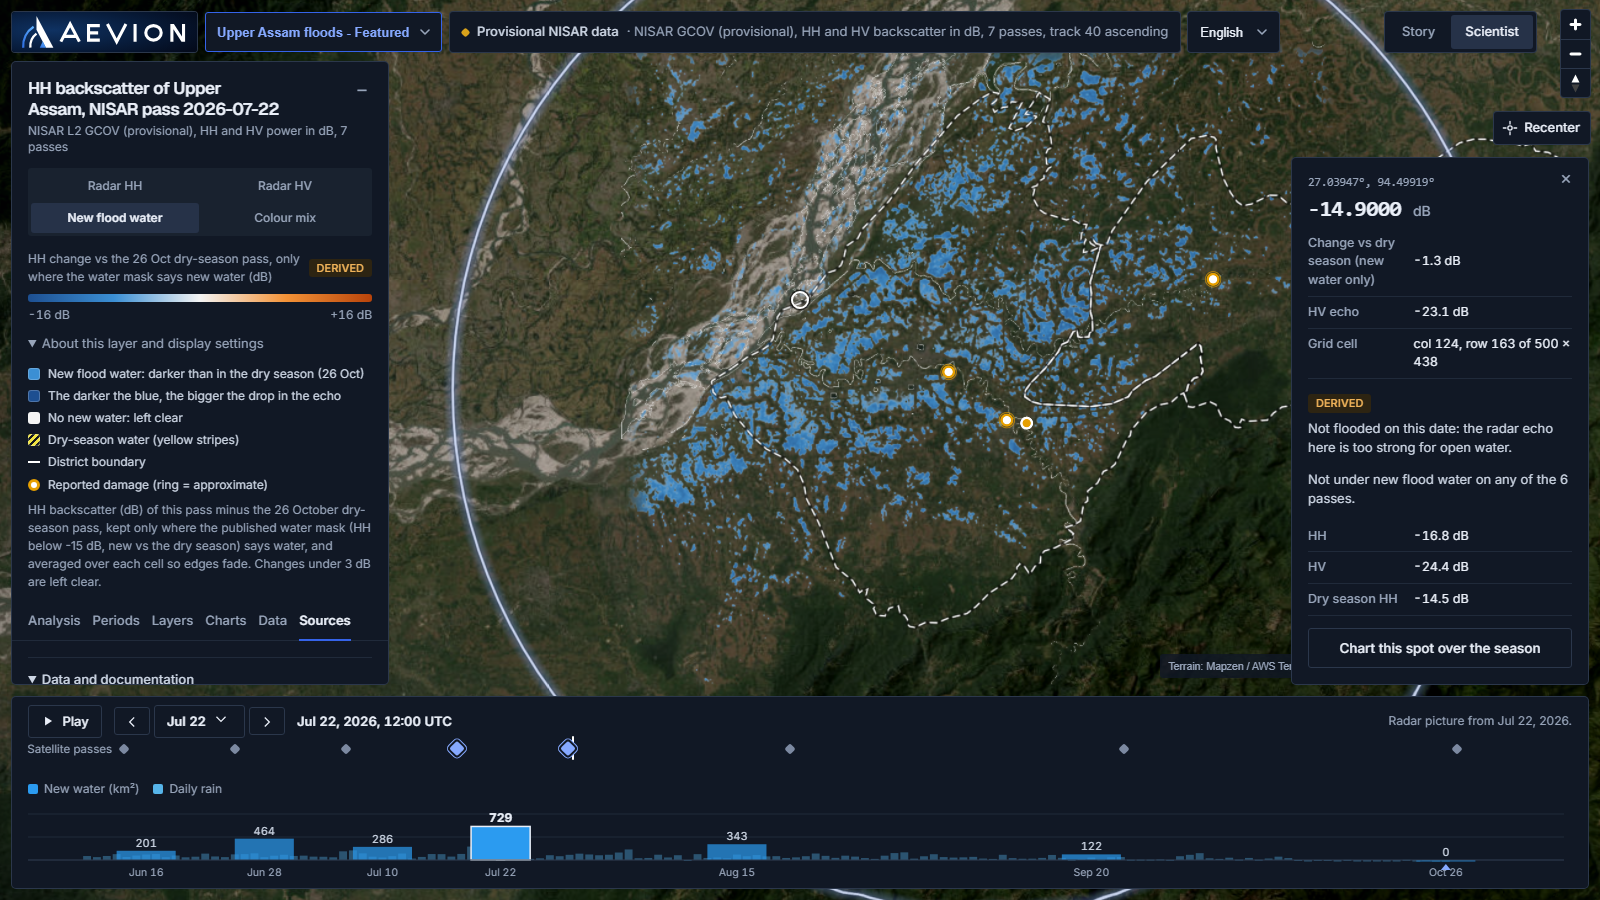 AEVION
Upper Assam floods - Featured
Provisional NISAR data · NISAR GCOV (provisional), HH and HV backscatter in dB, 7 passes, track 40 ascending
English
Story
Scientist
Recenter
HH backscatter of Upper
Assam, NISAR pass 2026-07-22
NISAR L2 GCOV (provisional), HH and HV power in dB, 7
passes
Radar HH
Radar HV
New flood water
Colour mix
HH change vs the 26 Oct dry-season pass, only
where the water mask says new water (dB)
DERIVED
-16 dB
+16 dB
About this layer and display settings
New flood water: darker than in the dry season (26 Oct)
The darker the blue, the bigger the drop in the echo
No new water: left clear
Dry-season water (yellow stripes)
District boundary
Reported damage (ring = approximate)
HH backscatter (dB) of this pass minus the 26 October dry-
season pass, kept only where the published water mask (HH
below -15 dB, new vs the dry season) says water, and
averaged over each cell so edges fade. Changes under 3 dB
are left clear.
Analysis
Periods
Layers
Charts
Data
Sources
Data and documentation
27.03947°, 94.49919°
-14.9000 dB
Change vs dry
season (new
water only)
-1.3 dB
HV echo
-23.1 dB
Grid cell
col 124, row 163 of 500 ×
438
DERIVED
Not flooded on this date: the radar echo
here is too strong for open water.
Not under new flood water on any of the 6
passes.
HH
-16.8 dB
HV
-24.4 dB
Dry season HH
-14.5 dB
Chart this spot over the season
Terrain: Mapzen / AWS Ter
Play
Jul 22
Jul 22, 2026, 12:00 UTC
Radar picture from Jul 22, 2026.
Satellite passes
New water (km²)
Daily rain
201
464
286
729
343
122
0
Jun 16
Jun 28
Jul 10
Jul 22
Aug 15
Sep 20
Oct 26